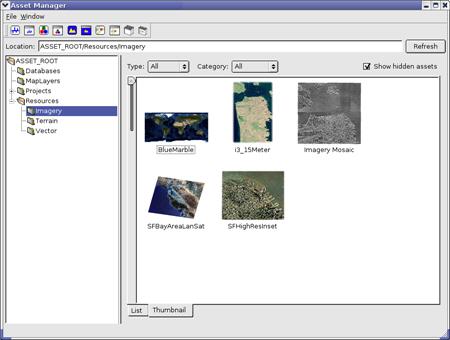 Asset Manager
File Window
Location: ASSET_ROOT/Resources/Imagery Refresh
ASSET_ROOT
Databases
MapLayers
Projects
Resources
Imagery
Terrain
Vector
Type: All Category: All Show hidden assets
BlueMarble i3_15Meter Imagery Mosaic
SFBayAreaLanSat SFHighResInset
List Thumbnail